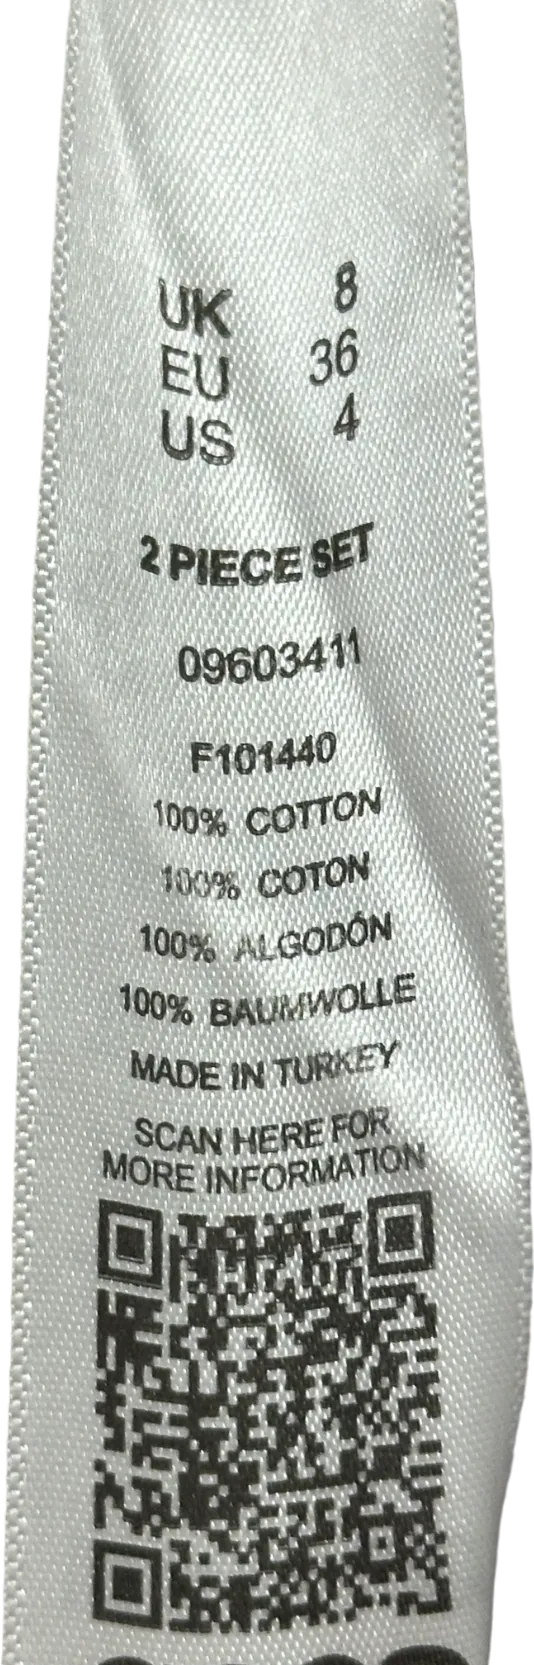 UK 8
EU 36
US 4
2 PIECE SET
09603411
F101440
100% COTTON
100% COTON
100% ALGODÓN
100% BAUMWOLLE
MADE IN TURKEY
SCAN HERE FOR
MORE INFORMATION